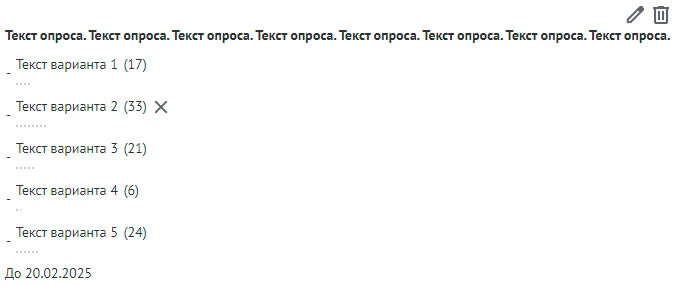 Текст опроса. Текст опроса. Текст опроса. Текст опроса. Текст опроса. Текст опроса. Текст опроса. Текст опроса.
- Текст варианта 1 (17)
- Текст варианта 2 (33)
- Текст варианта 3 (21)
- Текст варианта 4 (6)
- Текст варианта 5 (24)
До 20.02.2025